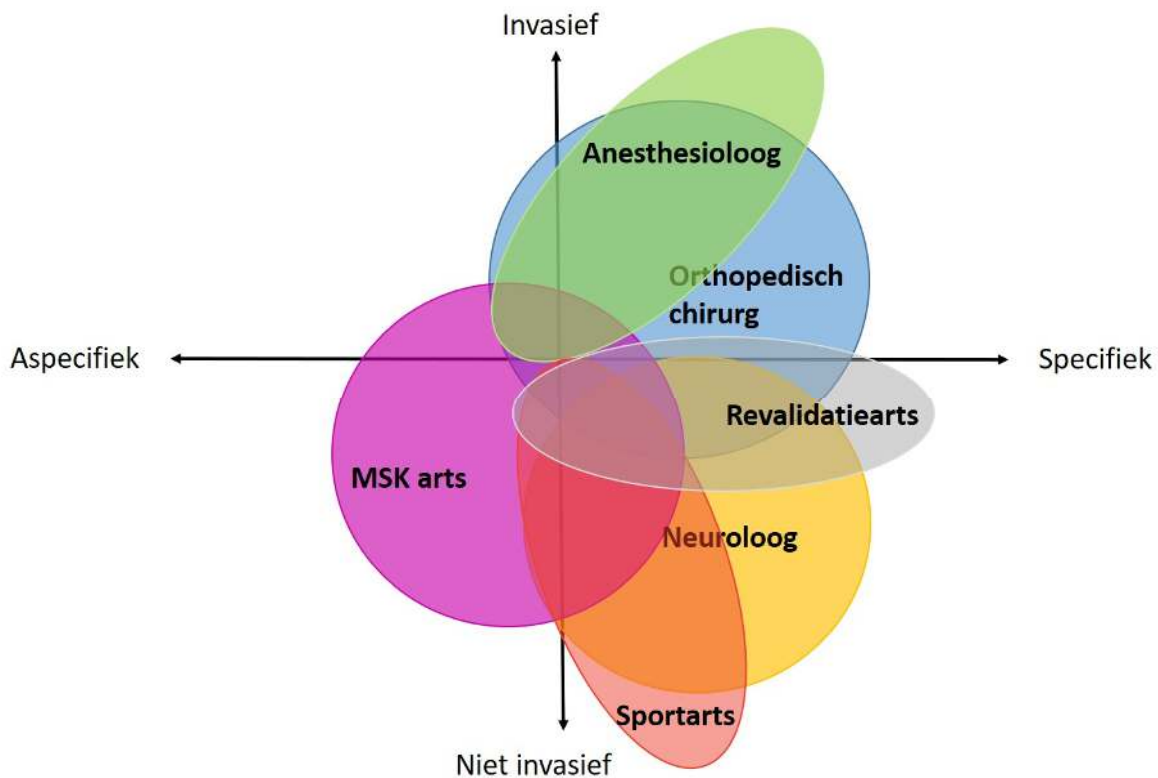 Invasief
Anesthesioloog
Orthopedisch
chirurg
Aspecifiek
Specifiek
Revalidatiearts
MSK arts
Neuroloog
Sportarts
Niet invasief